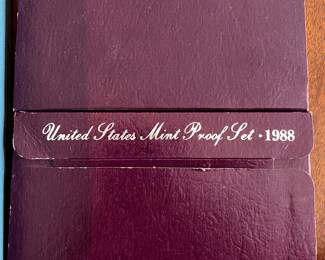 United States Mint Proof Set · 1988